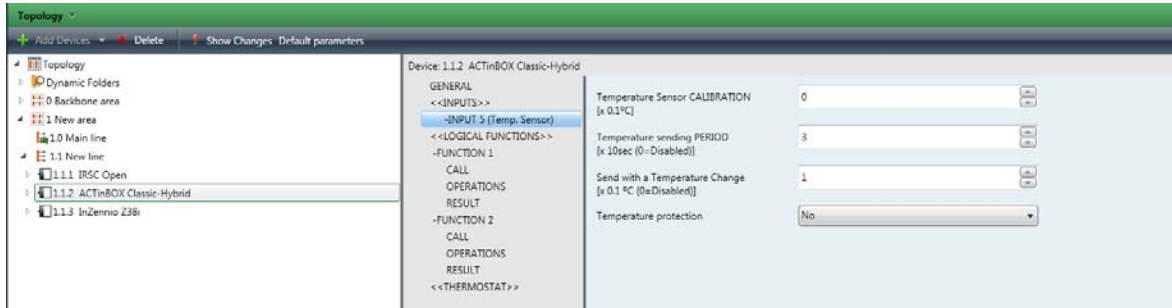 Topology
Add Devices Delete Show Changes Default parameters
Topology
Dynamic Folders
0 Backbone area
1 New area
1.0 Main line
1.1 New line
1.1.1 IRSC Open
1.1.2 ACTinBOX Classic-Hybrid
1.1.3 InZennio Z38i
Device: 1.1.2 ACTinBOX Classic-Hybrid
GENERAL
<<INPUTS>>
-INPUT 5 (Temp. Sensor)
<<LOGICAL FUNCTIONS>>
-FUNCTION 1
CALL
OPERATIONS
RESULT
-FUNCTION 2
CALL
OPERATIONS
RESULT
<<THERMOSTAT>>
Temperature Sensor CALIBRATION 0
[x 0.1ºC]
Temperature sending PERIOD 3
[x 10sec (0=Disabled)]
Send with a Temperature Change 1
[x 0.1 ºC (0=Disabled)]
Temperature protection No